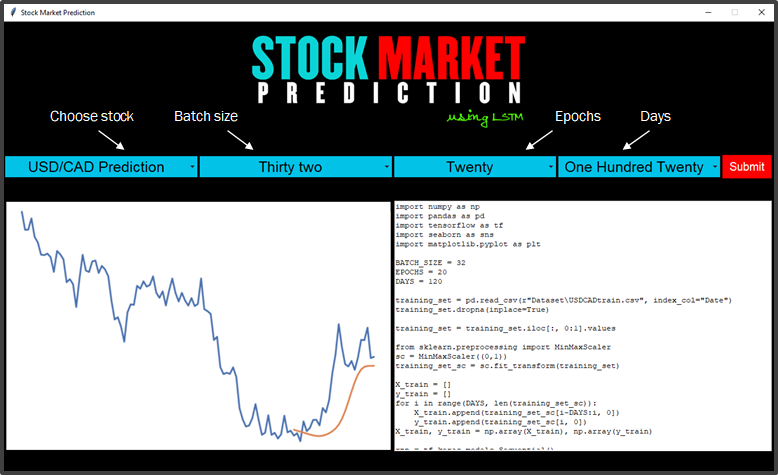 Stock Market Prediction
STOCK MARKET
PREDICTION
using LSTM
Choose stock
Batch size
Epochs
Days
USD/CAD Prediction
Thirty two
Twenty
One Hundred Twenty
Submit
import numpy as np
import pandas as pd
import tensorflow as tf
import seaborn as sns
import matplotlib.pyplot as plt
BATCH_SIZE = 32
EPOCHS = 20
DAYS = 120
training_set = pd.read_csv(r"Dataset\USDCADtrain.csv", index_col="Date")
training_set.dropna(inplace=True)
training_set = training_set.iloc[:, 0:1].values
from sklearn.preprocessing import MinMaxScaler
sc = MinMaxScaler((0,1))
training_set_sc = sc.fit_transform(training_set)
X_train = []
y_train = []
for i in range(DAYS, len(training_set_sc)):
    X_train.append(training_set_sc[i-DAYS:i, 0])
    y_train.append(training_set_sc[i, 0])
X_train, y_train = np.array(X_train), np.array(y_train)